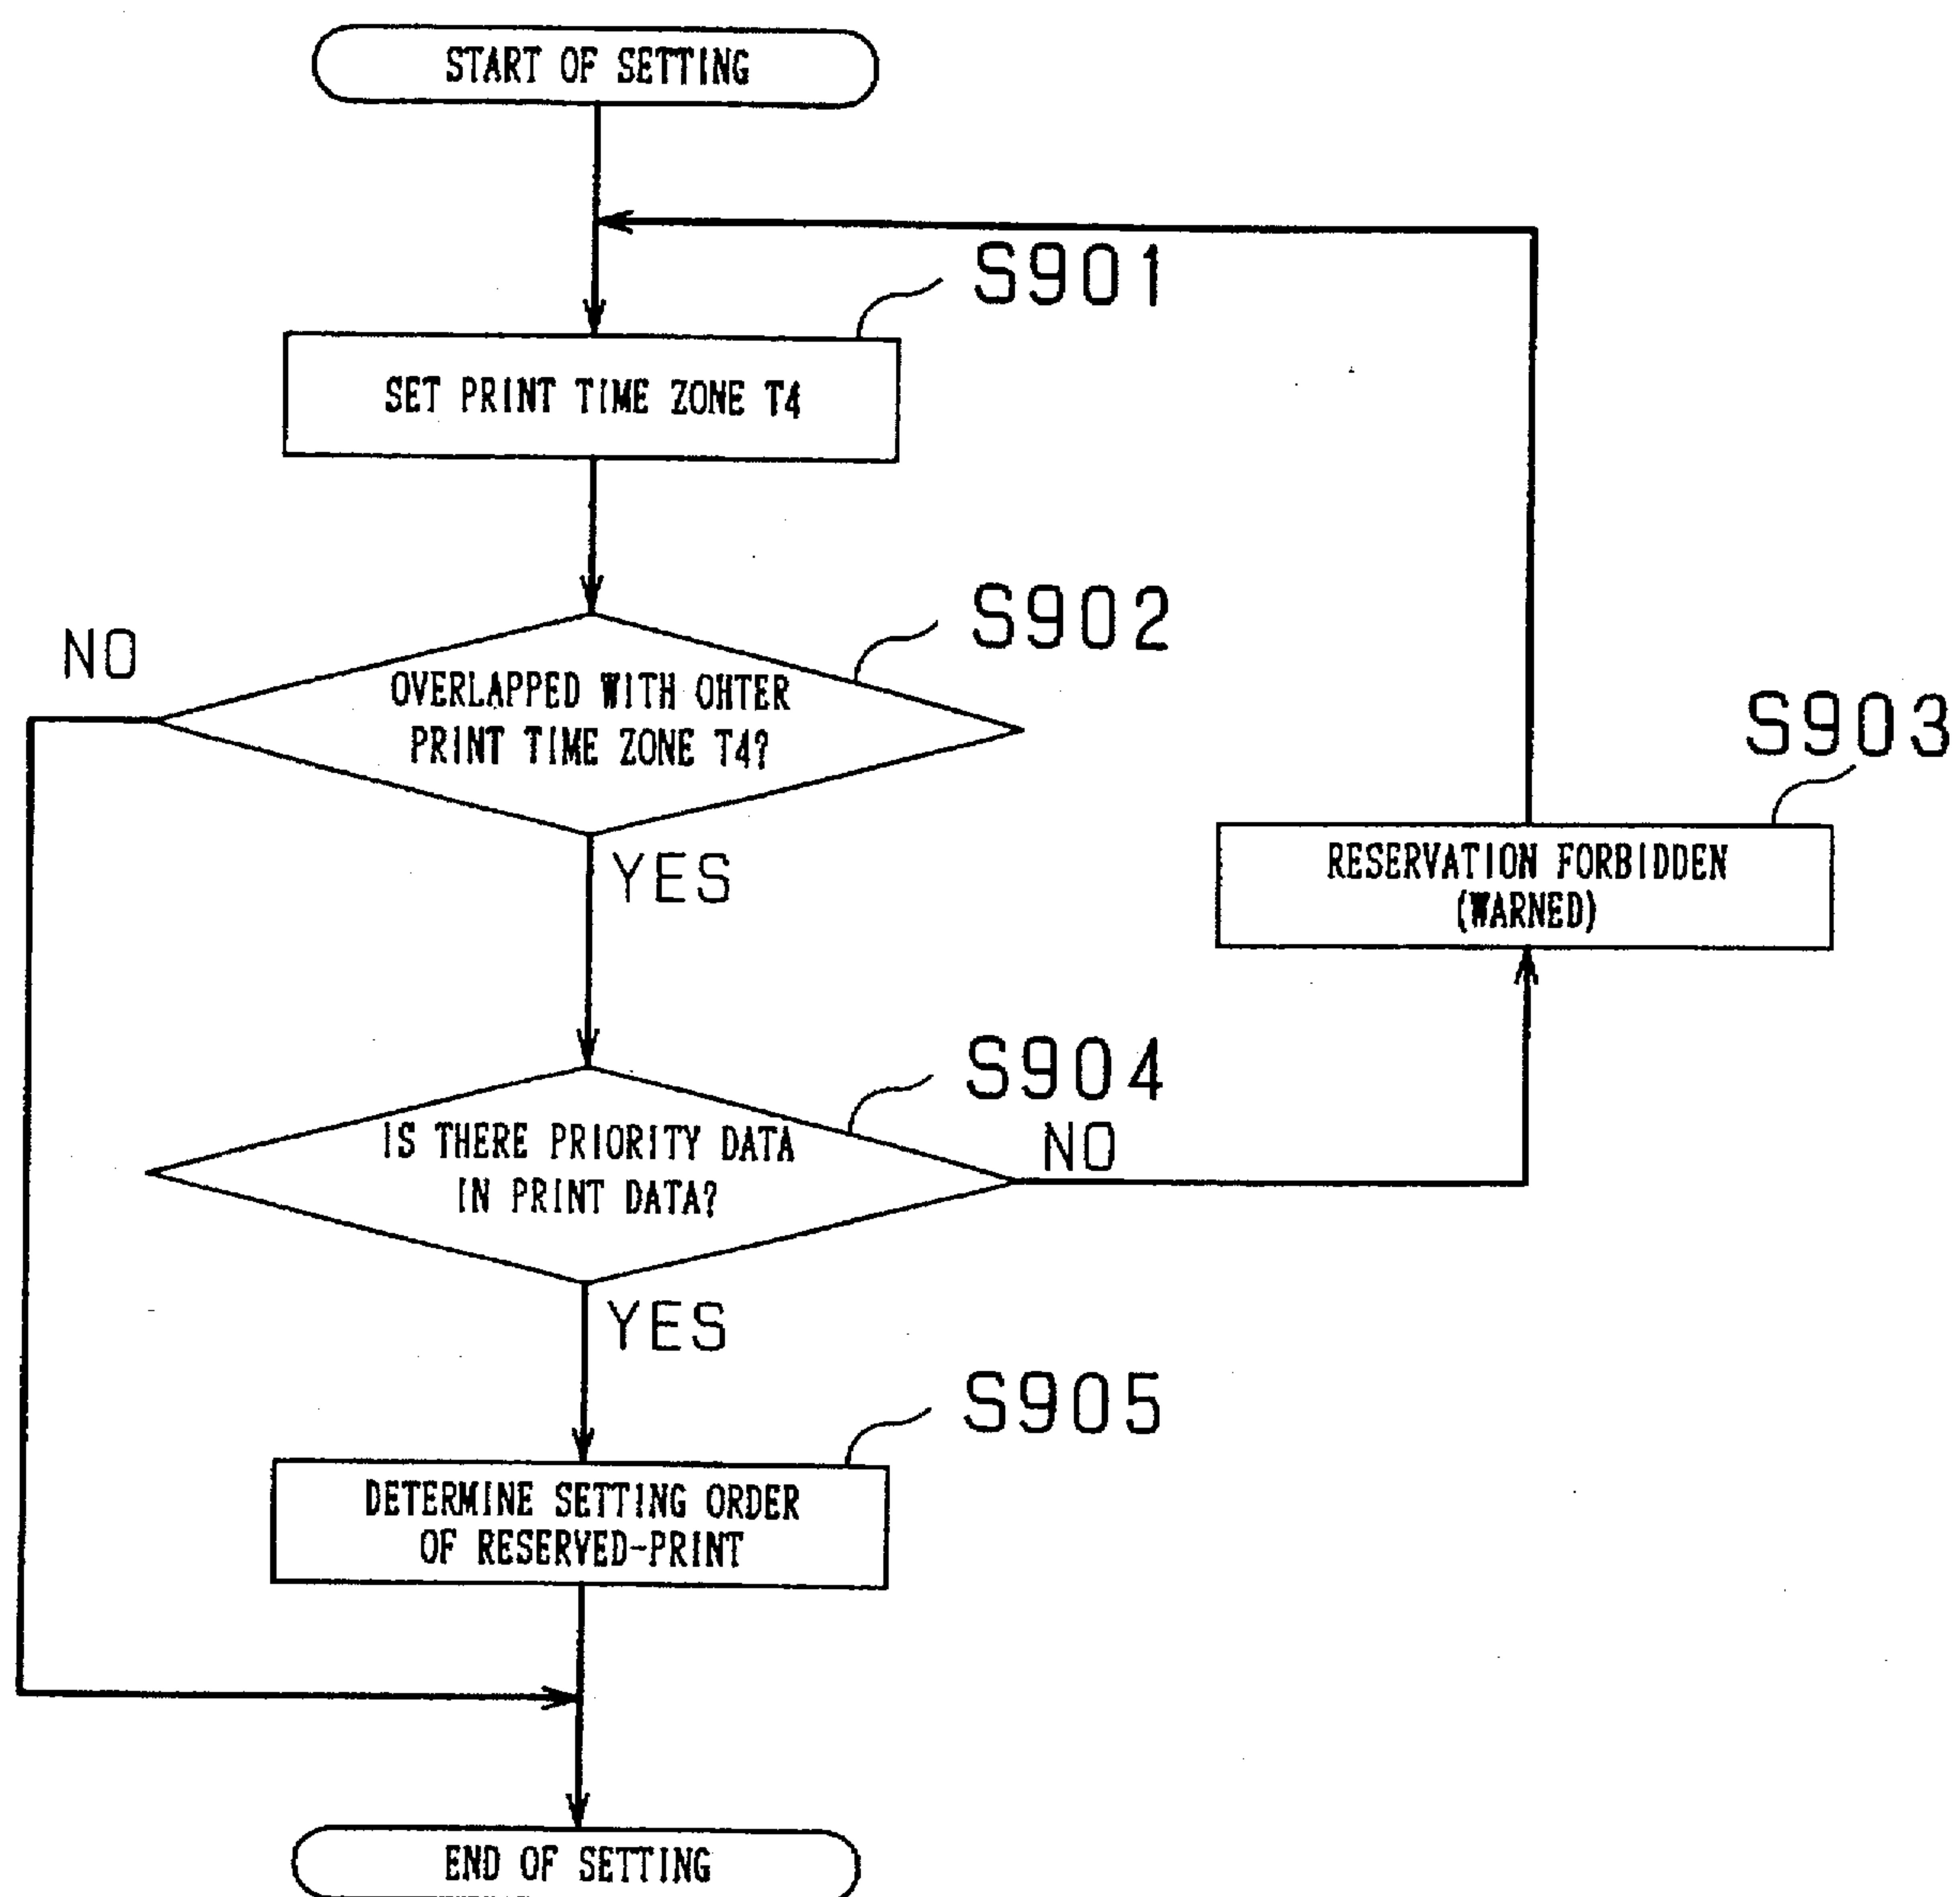 START OF SETTING
S901
SET PRINT TIME ZONE T4
S902
NO
OVERLAPPED WITH OHTER
PRINT TIME ZONE T4?
YES
S903
RESERVATION FORBIDDEN
(WARNED)
S904
IS THERE PRIORITY DATA
IN PRINT DATA?
NO
YES
S905
DETERMINE SETTING ORDER
OF RESERVED-PRINT
END OF SETTING